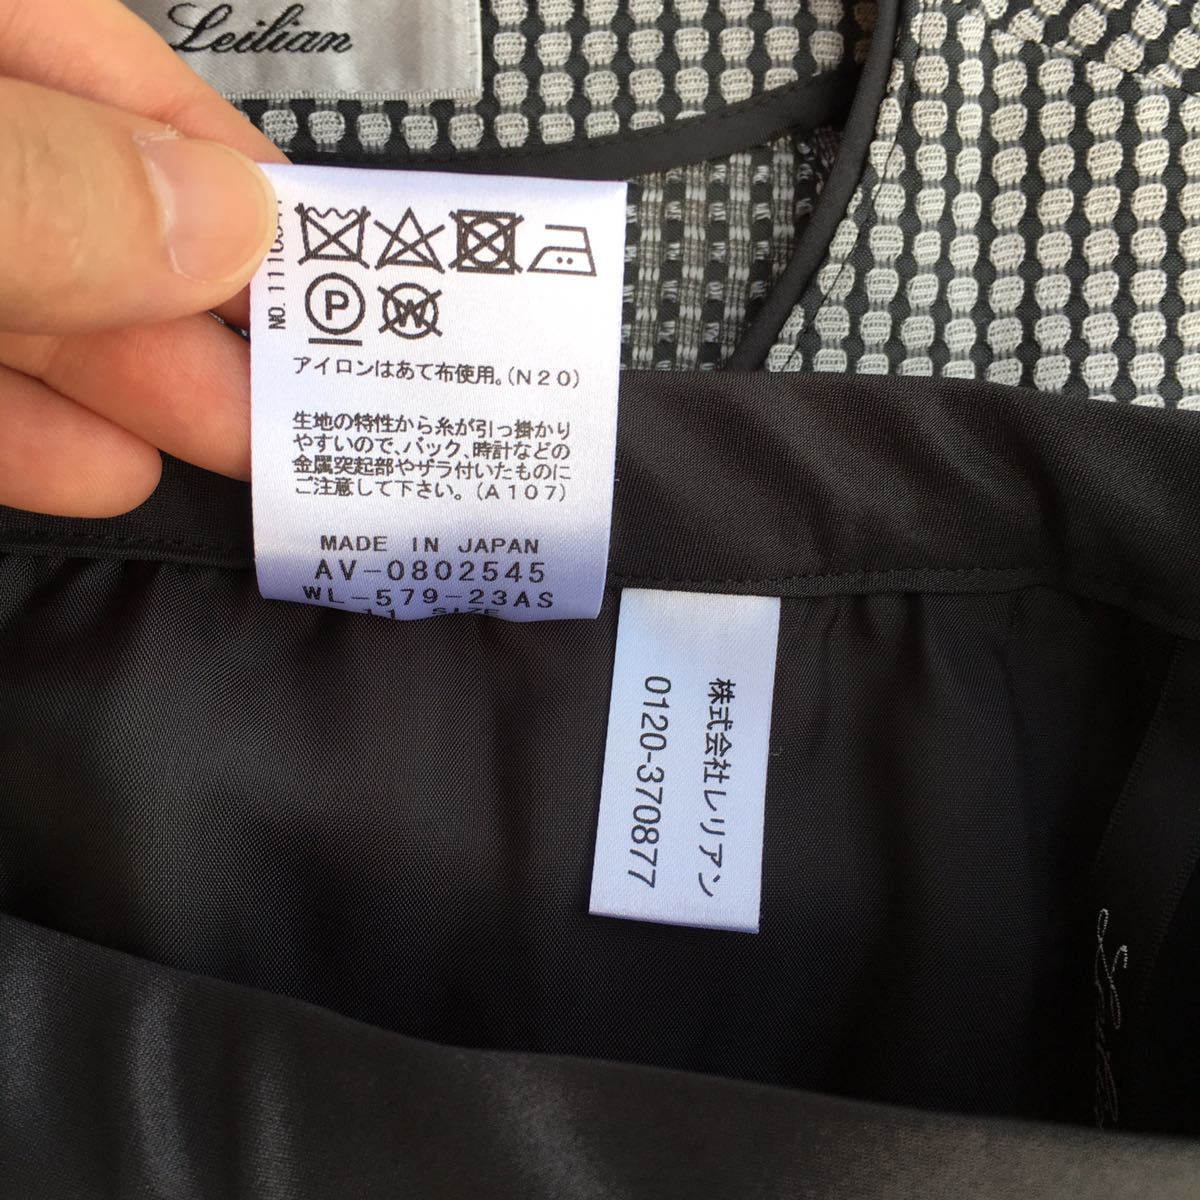 Leilian
P
W
アイロンはあて布使用。(N20)
生地の特性から糸が引っ掛かり
やすいので、バック、時計などの
金属突起部やザラ付いたものに
ご注意して下さい。(A107)
MADE IN JAPAN
AV-0802545
WL-579-23AS
11 SIZE
株式会社レリアン
0120-370877